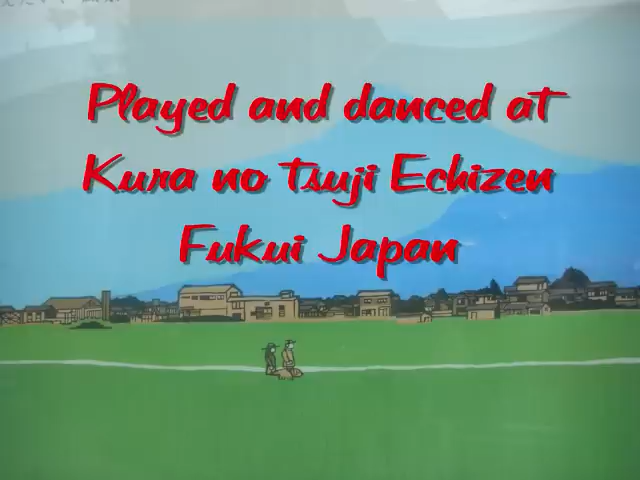 Played and danced at
Kura no Tsuji Echizen
Fukui Japan